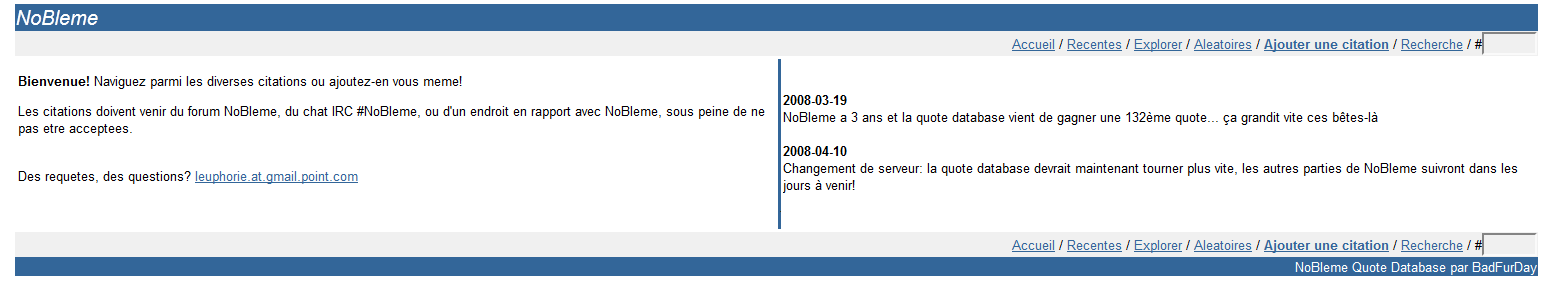 NoBleme
Accueil / Recentes / Explorer / Aleatoires / Ajouter une citation / Recherche / #
Bienvenue! Naviguez parmi les diverses citations ou ajoutez-en vous meme!
Les citations doivent venir du forum NoBleme, du chat IRC #NoBleme, ou d'un endroit en rapport avec NoBleme, sous peine de ne
pas etre acceptees.
Des requetes, des questions? leuphorie.at.gmail.point.com
2008-03-19
NoBleme a 3 ans et la quote database vient de gagner une 132ème quote... ça grandit vite ces bêtes-là
2008-04-10
Changement de serveur: la quote database devrait maintenant tourner plus vite, les autres parties de NoBleme suivront dans les
jours à venir!
Accueil / Recentes / Explorer / Aleatoires / Ajouter une citation / Recherche / #
NoBleme Quote Database par BadFurDay